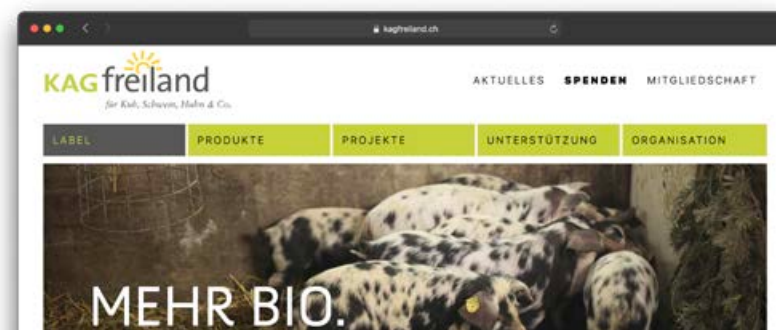 kagfreiland.ch
KAGfreiland
für Kuh, Schwein, Huhn & Co.
AKTUELLES SPENDEN MITGLIEDSCHAFT
LABEL PRODUKTE PROJEKTE UNTERSTÜTZUNG ORGANISATION
MEHR BIO.